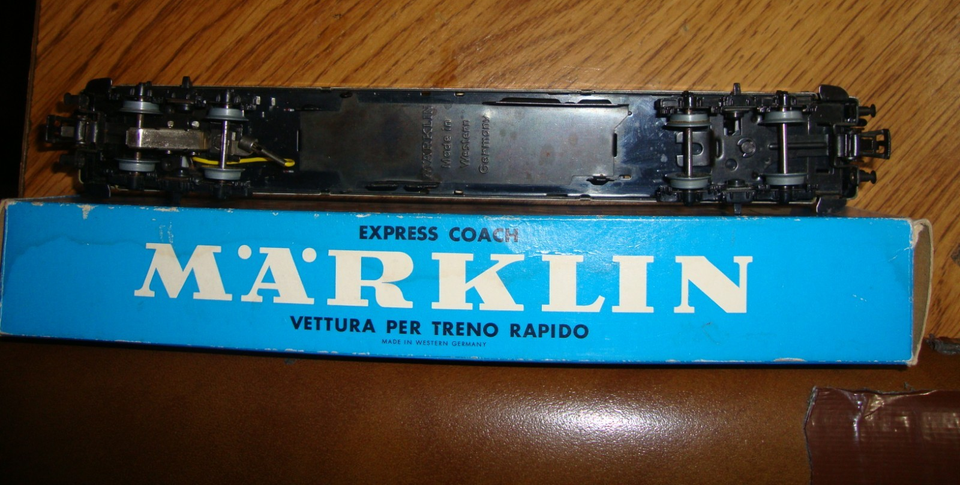 MÄRKLIN
Made in
Western
Germany
EXPRESS COACH
MÄRKLIN
VETTURA PER TRENO RAPIDO
MADE IN WESTERN GERMANY